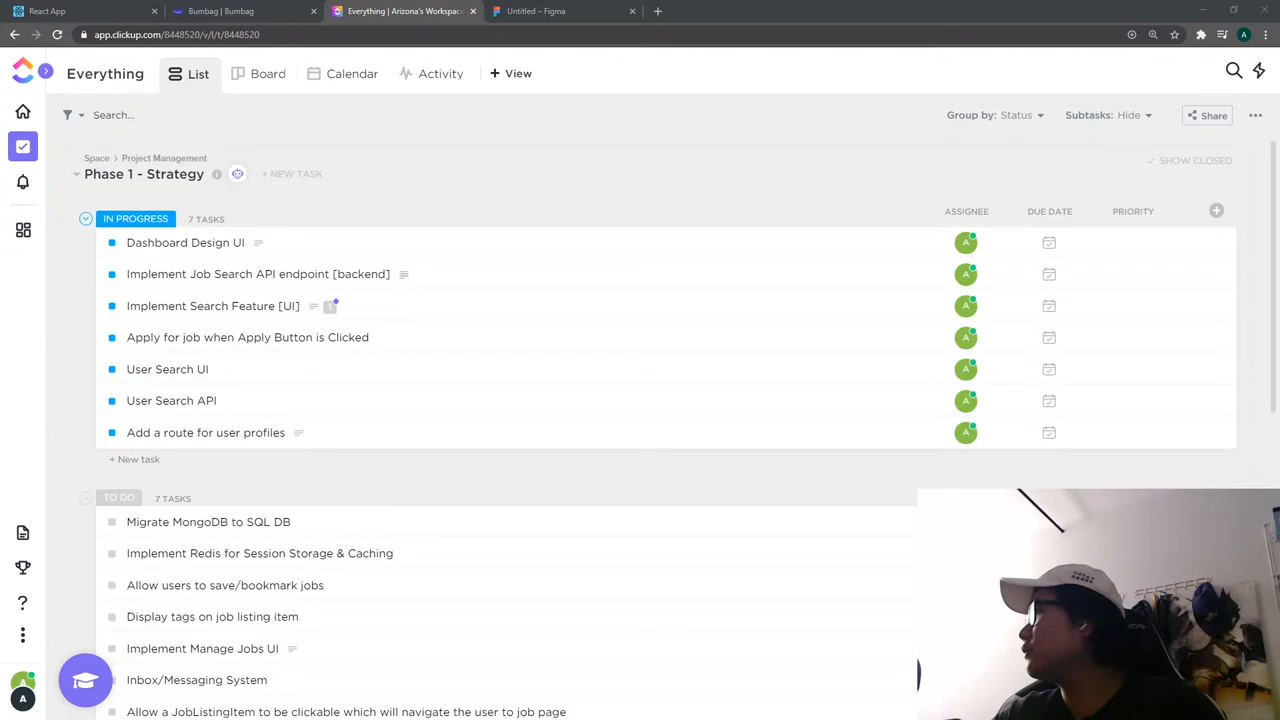 React App
Bumbag | Bumbag
Everything | Arizona's Workspace
Untitled – Figma
app.clickup.com/8448520/v/l/t/8448520
A
Everything
List
Board
Calendar
Activity
+ View
Search...
Group by: Status
Subtasks: Hide
Share
Space > Project Management
SHOW CLOSED
Phase 1 - Strategy
+ NEW TASK
IN PROGRESS
7 TASKS
ASSIGNEE
DUE DATE
PRIORITY
Dashboard Design UI
A
Implement Job Search API endpoint [backend]
A
Implement Search Feature [UI]
1
A
Apply for job when Apply Button is Clicked
A
User Search UI
A
User Search API
A
Add a route for user profiles
A
+ New task
TO DO
7 TASKS
Migrate MongoDB to SQL DB
Implement Redis for Session Storage & Caching
Allow users to save/bookmark jobs
Display tags on job listing item
Implement Manage Jobs UI
Inbox/Messaging System
Allow a JobListingItem to be clickable which will navigate the user to job page
?
A
A